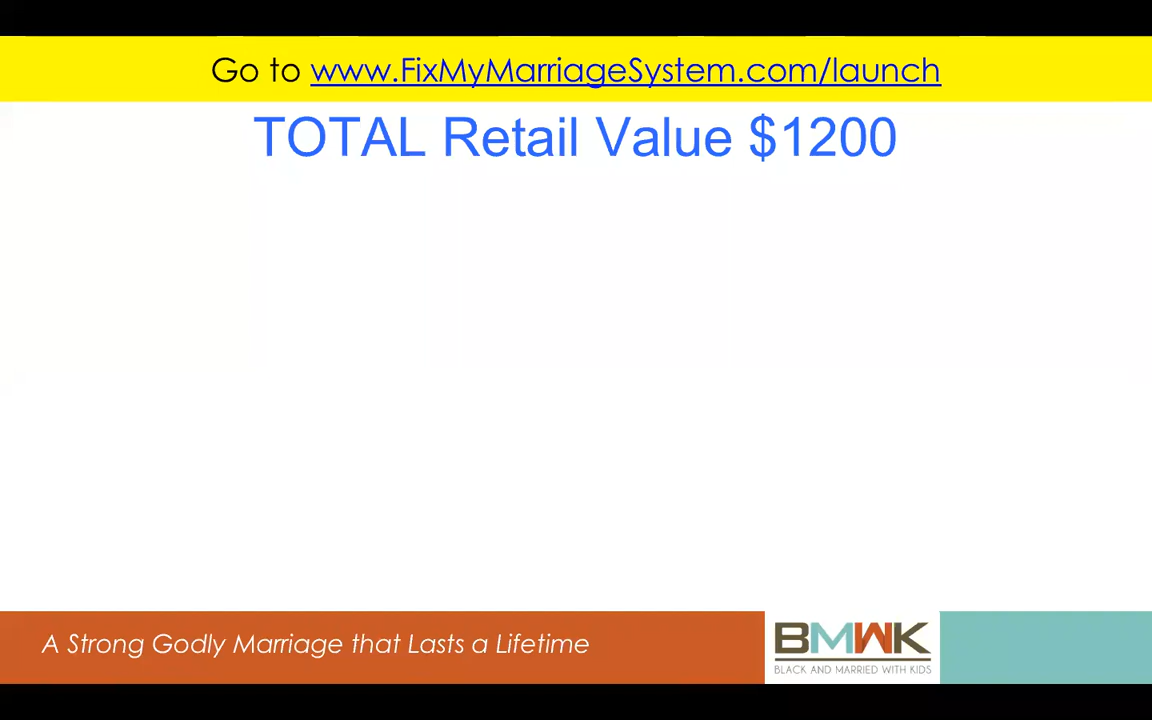 Go to www.FixMyMarriageSystem.com/launch
TOTAL Retail Value $1200
A Strong Godly Marriage that Lasts a Lifetime
BMWK
BLACK AND MARRIED WITH KIDS